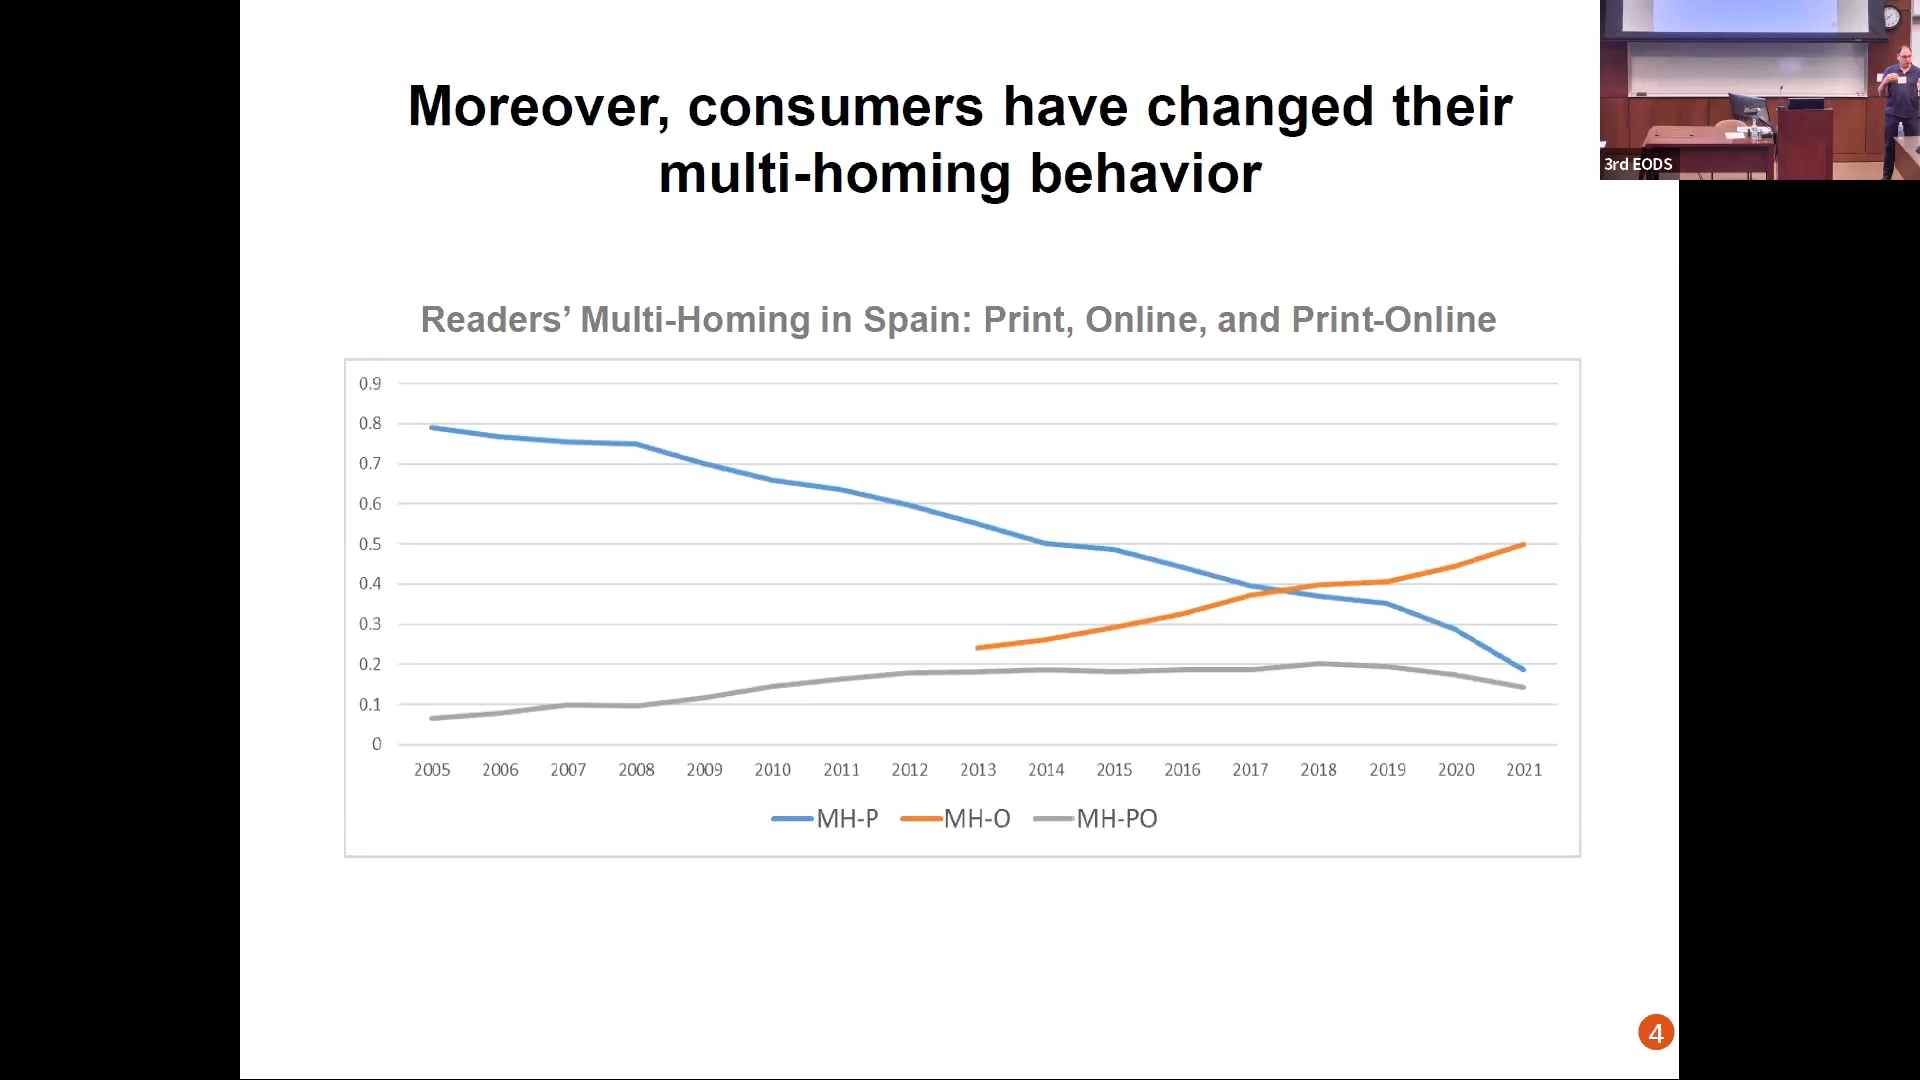 Moreover, consumers have changed their
multi-homing behavior
3rd EODS
Readers’ Multi-Homing in Spain: Print, Online, and Print-Online
0.9
0.8
0.7
0.6
0.5
0.4
0.3
0.2
0.1
0
2005 2006 2007 2008 2009 2010 2011 2012 2013 2014 2015 2016 2017 2018 2019 2020 2021
MH-P MH-O MH-PO
4